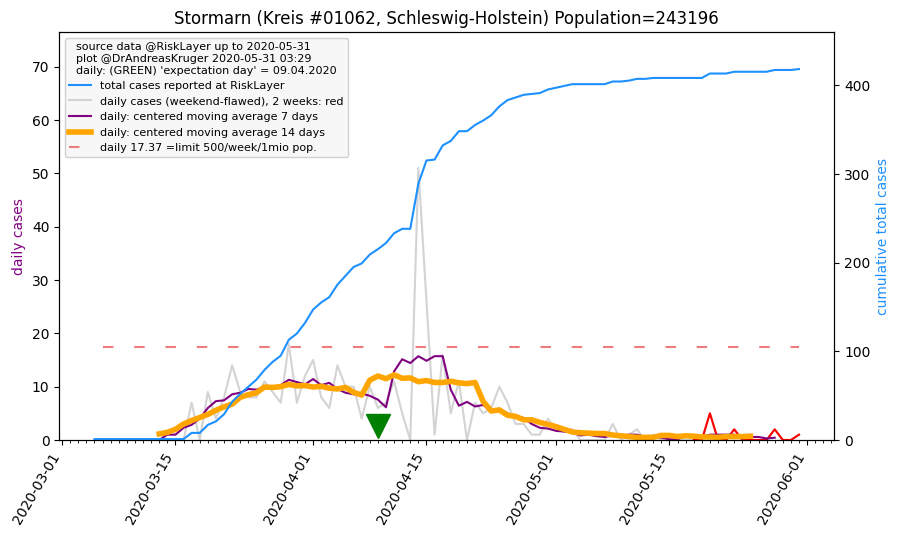 Stormarn (Kreis #01062, Schleswig-Holstein) Population=243196
source data @RiskLayer up to 2020-05-31
plot @DrAndreasKruger 2020-05-31 03:29
daily: (GREEN) 'expectation day' = 09.04.2020
total cases reported at RiskLayer
daily cases (weekend-flawed), 2 weeks: red
daily: centered moving average 7 days
daily: centered moving average 14 days
daily 17.37 =limit 500/week/1mio pop.
daily cases
70
60
50
40
30
20
10
0
cumulative total cases
400
300
200
100
0
2020-03-01
2020-03-15
2020-04-01
2020-04-15
2020-05-01
2020-05-15
2020-06-01